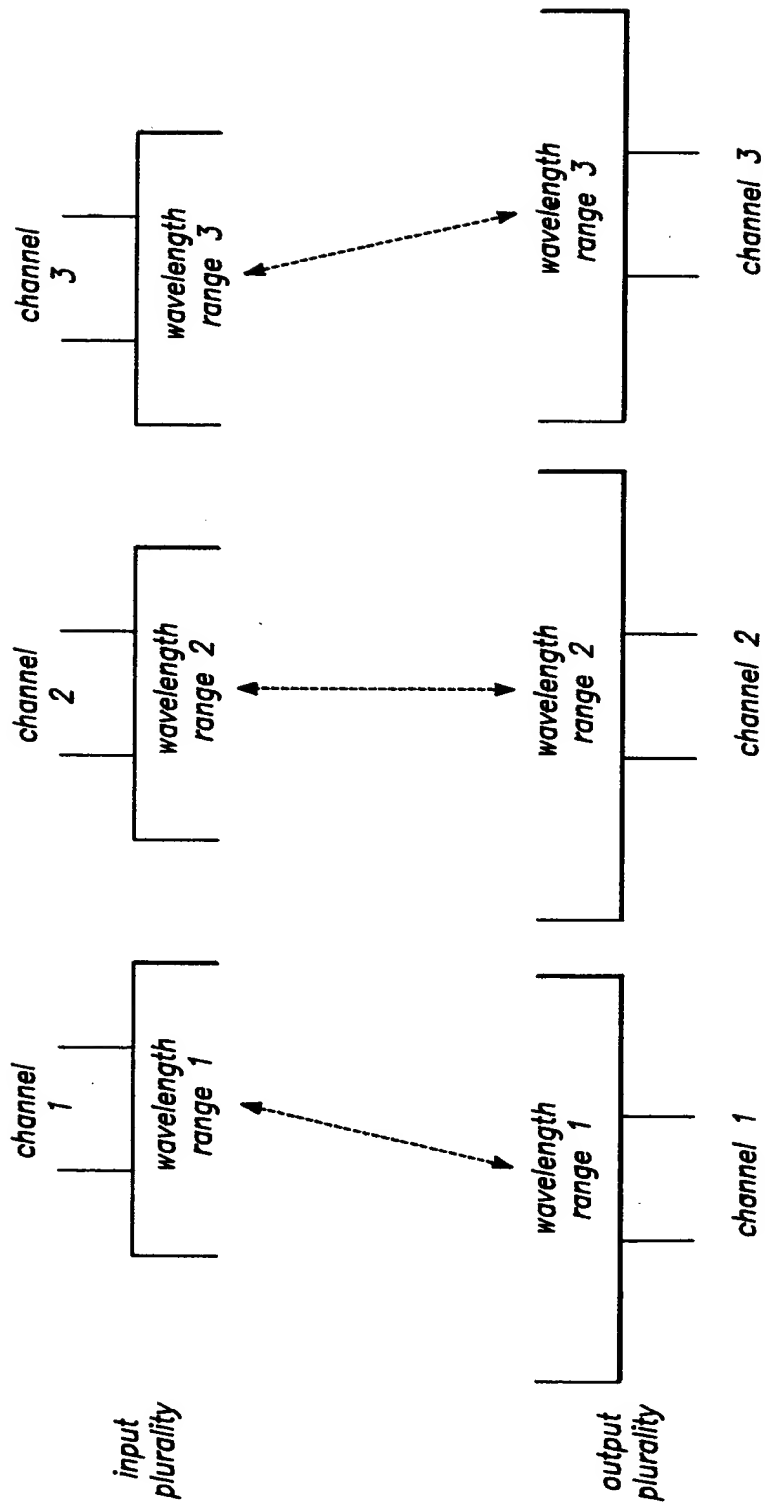 channel
1
channel
2
channel
3
input
plurality
wavelength
range 1
wavelength
range 2
wavelength
range 3
output
plurality
wavelength
range 1
wavelength
range 2
wavelength
range 3
channel 1
channel 2
channel 3